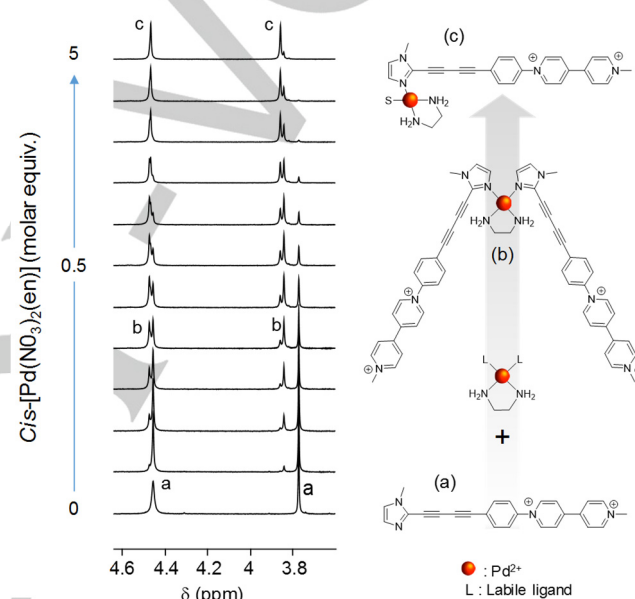 c
c
(c)
5
N
N
S
NH₂
H₂N
N
⊕
N
⊕
N
N
N
N
N
H₂N
NH₂
(b)
0.5
Cis-[Pd(N0₃)₂(en)] (molar equiv.)
b
b
⊕
N
⊕
N
N
⊕
N
⊕
L
L
H₂N
NH₂
+
a
a
(a)
0
N
N
N
⊕
N
⊕
4.6 4.4 4.2 4.0 3.8
δ (ppm)
: Pd²⁺
L : Labile ligand